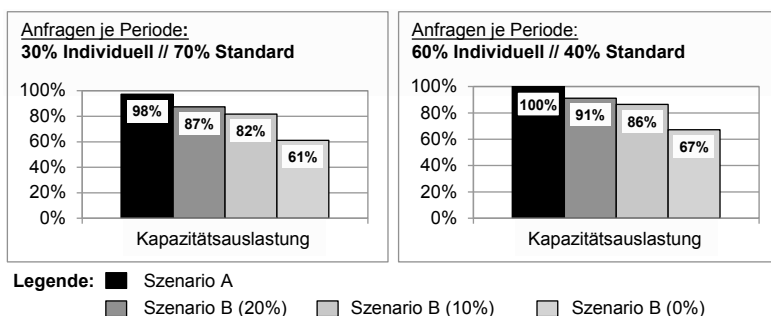 Anfragen je Periode:
30% Individuell // 70% Standard
100%
80%
60%
40%
20%
0%
98%
87%
82%
61%
Kapazitätsauslastung
Anfragen je Periode:
60% Individuell // 40% Standard
100%
80%
60%
40%
20%
0%
100%
91%
86%
67%
Kapazitätsauslastung
Legende: Szenario A
Szenario B (20%) Szenario B (10%) Szenario B (0%)